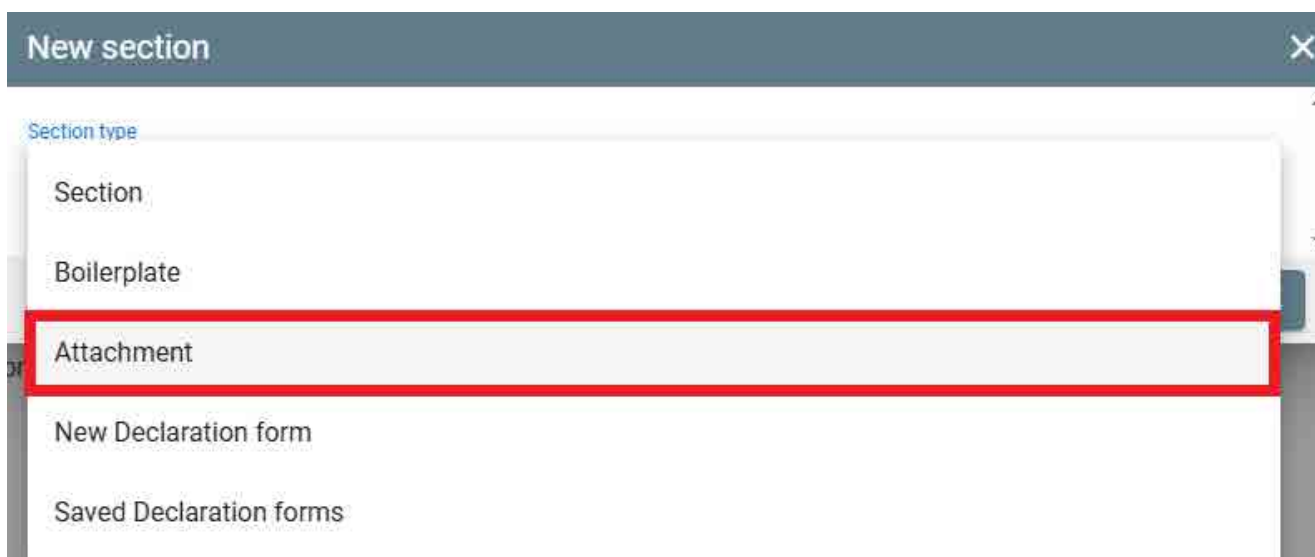 New section
Section type
Section
Boilerplate
Attachment
New Declaration form
Saved Declaration forms